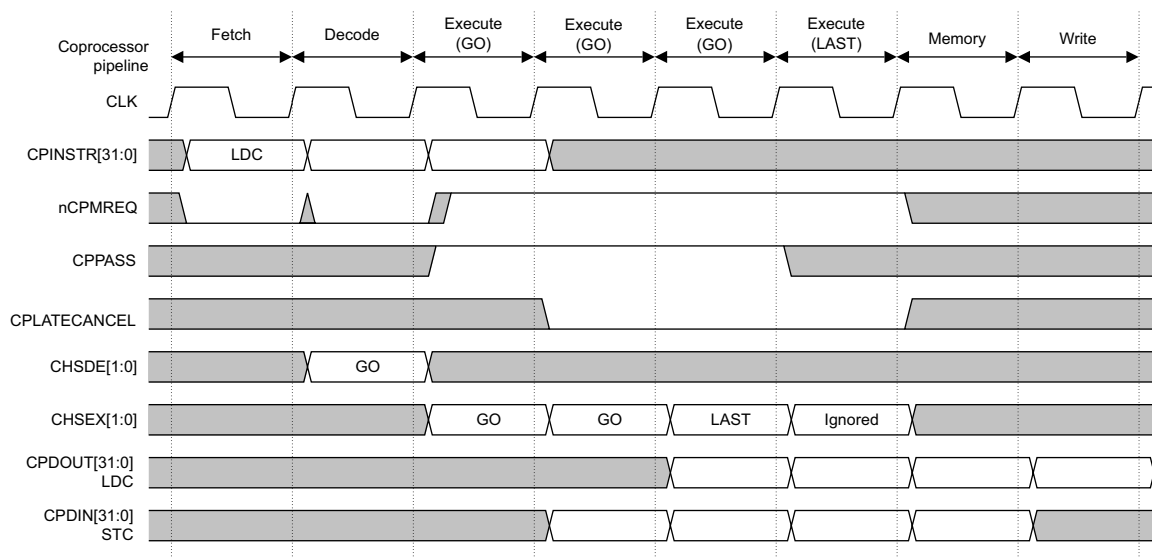 Coprocessor
pipeline
Fetch
Decode
Execute
(GO)
Execute
(GO)
Execute
(GO)
Execute
(LAST)
Memory
Write
CLK
CPINSTR[31:0]
LDC
nCPMREQ
CPPASS
CPLATECANCEL
CHSDE[1:0]
GO
CHSEX[1:0]
GO
GO
LAST
Ignored
CPDOUT[31:0]
LDC
CPDIN[31:0]
STC